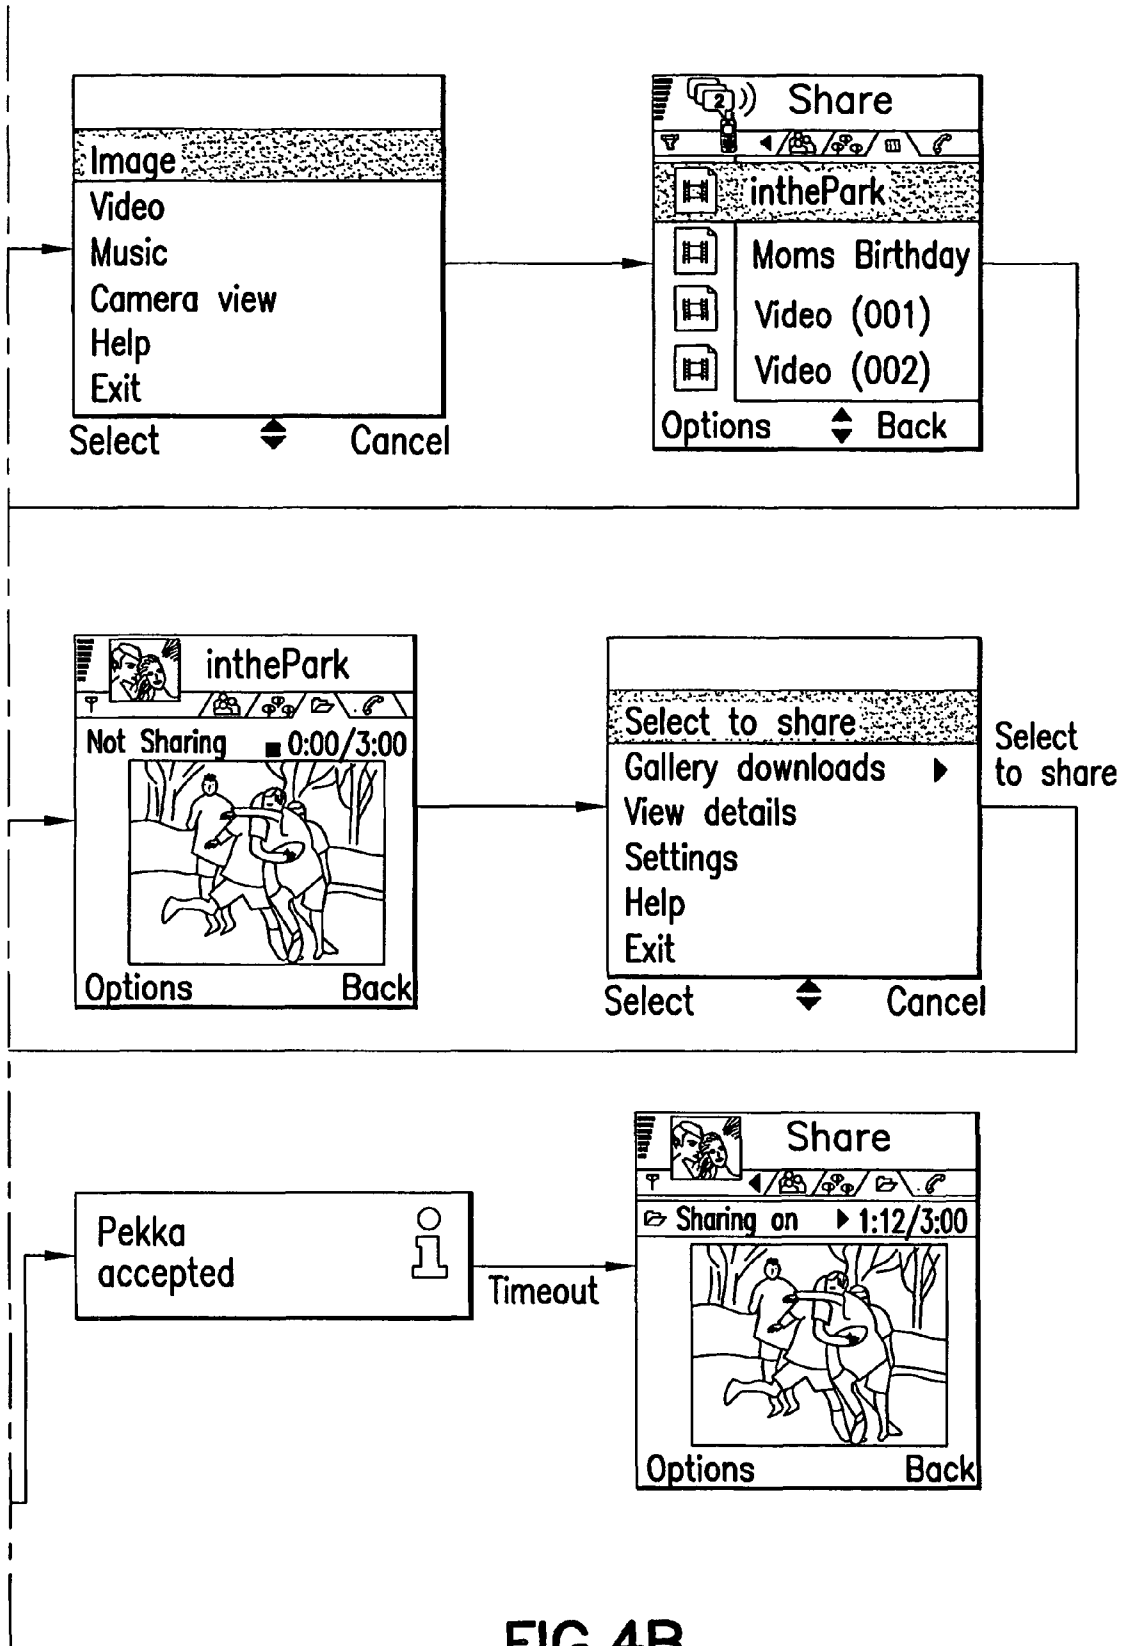 2
Share
Image
Video
Music
Camera view
Help
Exit
Select Cancel
inthePark
Moms Birthday
Video (001)
Video (002)
Options Back
inthePark
Not Sharing 0:00/3:00
Options Back
Select to share
Gallery downloads
View details
Settings
Help
Exit
Select Cancel
Select
to share
Pekka
accepted
i
Timeout
Share
Sharing on 1:12/3:00
Options Back
FIG.4B